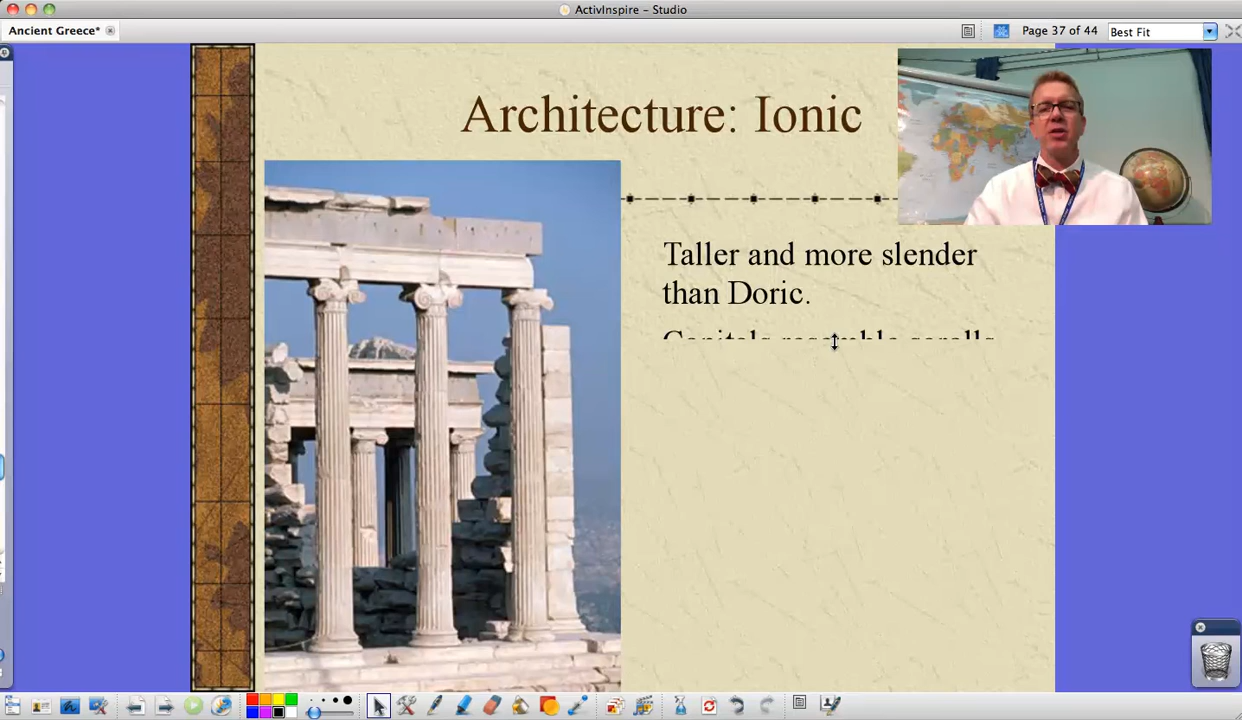 ActivInspire - Studio
Ancient Greece*
Page 37 of 44
Best Fit
Architecture: Ionic
Taller and more slender
than Doric.
Capitals resemble scrolls